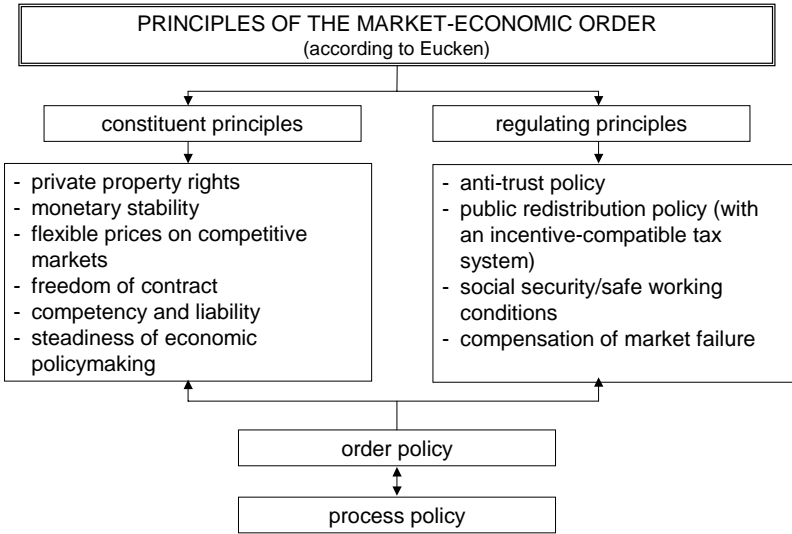 PRINCIPLES OF THE MARKET-ECONOMIC ORDER
(according to Eucken)
constituent principles
regulating principles
- private property rights
- monetary stability
- flexible prices on competitive
markets
- freedom of contract
- competency and liability
- steadiness of economic
policymaking
- anti-trust policy
- public redistribution policy (with
an incentive-compatible tax
system)
- social security/safe working
conditions
- compensation of market failure
order policy
process policy